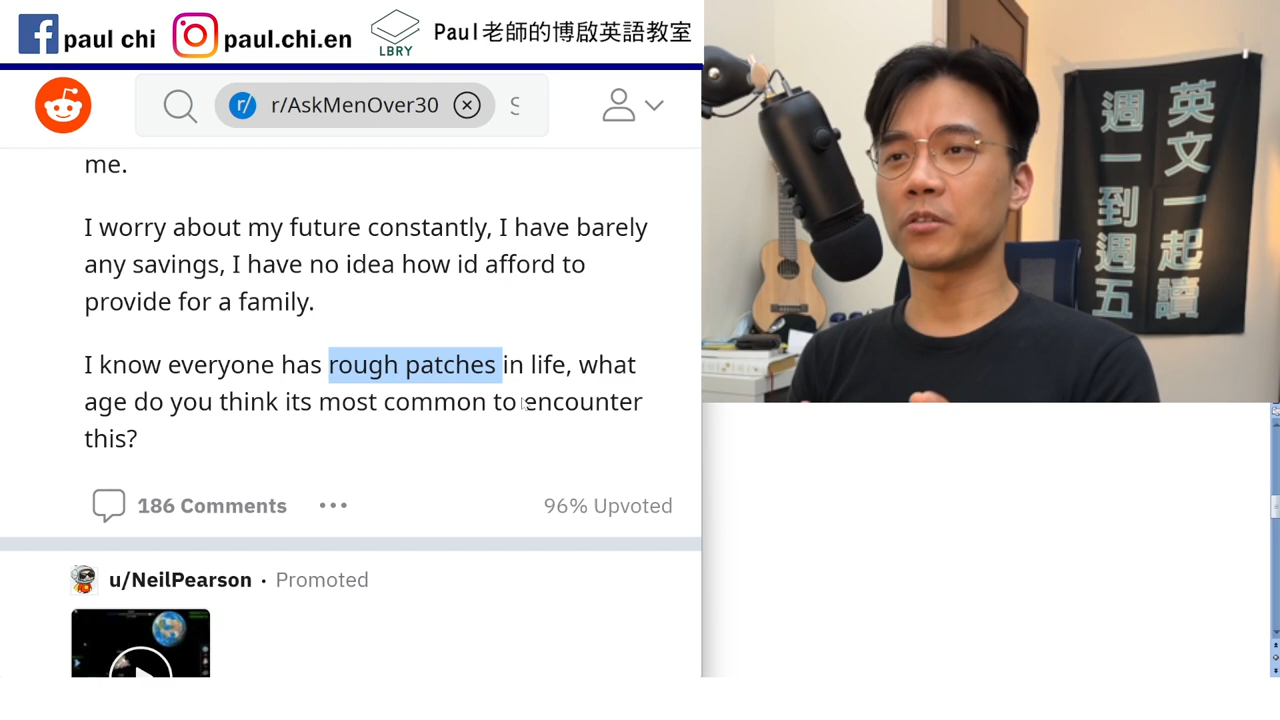 paul chi
paul.chi.en
LBRY
Paul老師的博啟英語教室
r/
r/AskMenOver30
S
me.
I worry about my future constantly, I have barely
any savings, I have no idea how id afford to
provide for a family.
I know everyone has rough patches in life, what
age do you think its most common to encounter
this?
186 Comments
96% Upvoted
u/NeilPearson · Promoted
英文一起讀
週一到週五